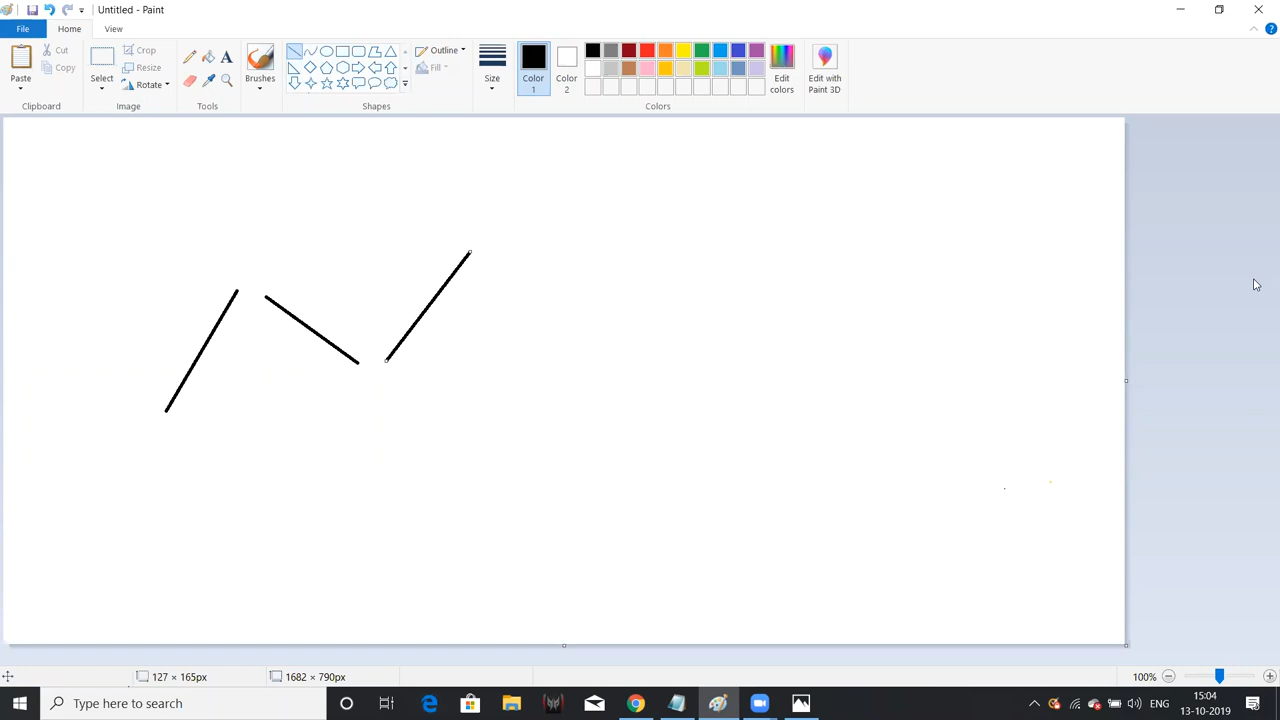 Untitled - Paint
File
Home
View
Paste
Cut
Copy
Clipboard
Select
Crop
Resize
Rotate
Image
Tools
Brushes
Shapes
Outline
Fill
Size
Color
1
Color
2
Colors
Edit
colors
Edit with
Paint 3D
127 × 165px
1682 × 790px
100%
Type here to search
ENG
15:04
13-10-2019